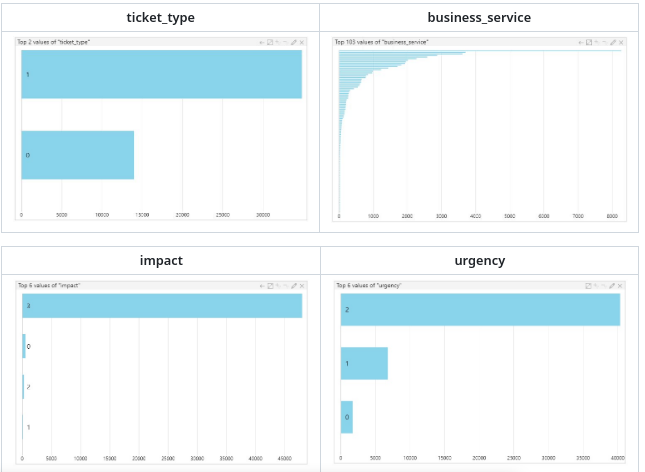 ticket_type
business_service
Top 2 values of "ticket_type"
Top 103 values of "business_service"
1
0
0 5000 10000 15000 20000 25000 30000
0 1000 2000 3000 4000 5000 6000 7000 8000
impact
urgency
Top 6 values of "impact"
Top 6 values of "urgency"
3
0
2
1
2
1
0
0 5000 10000 15000 20000 25000 30000 35000 40000 45000
0 5000 10000 15000 20000 25000 30000 35000 40000